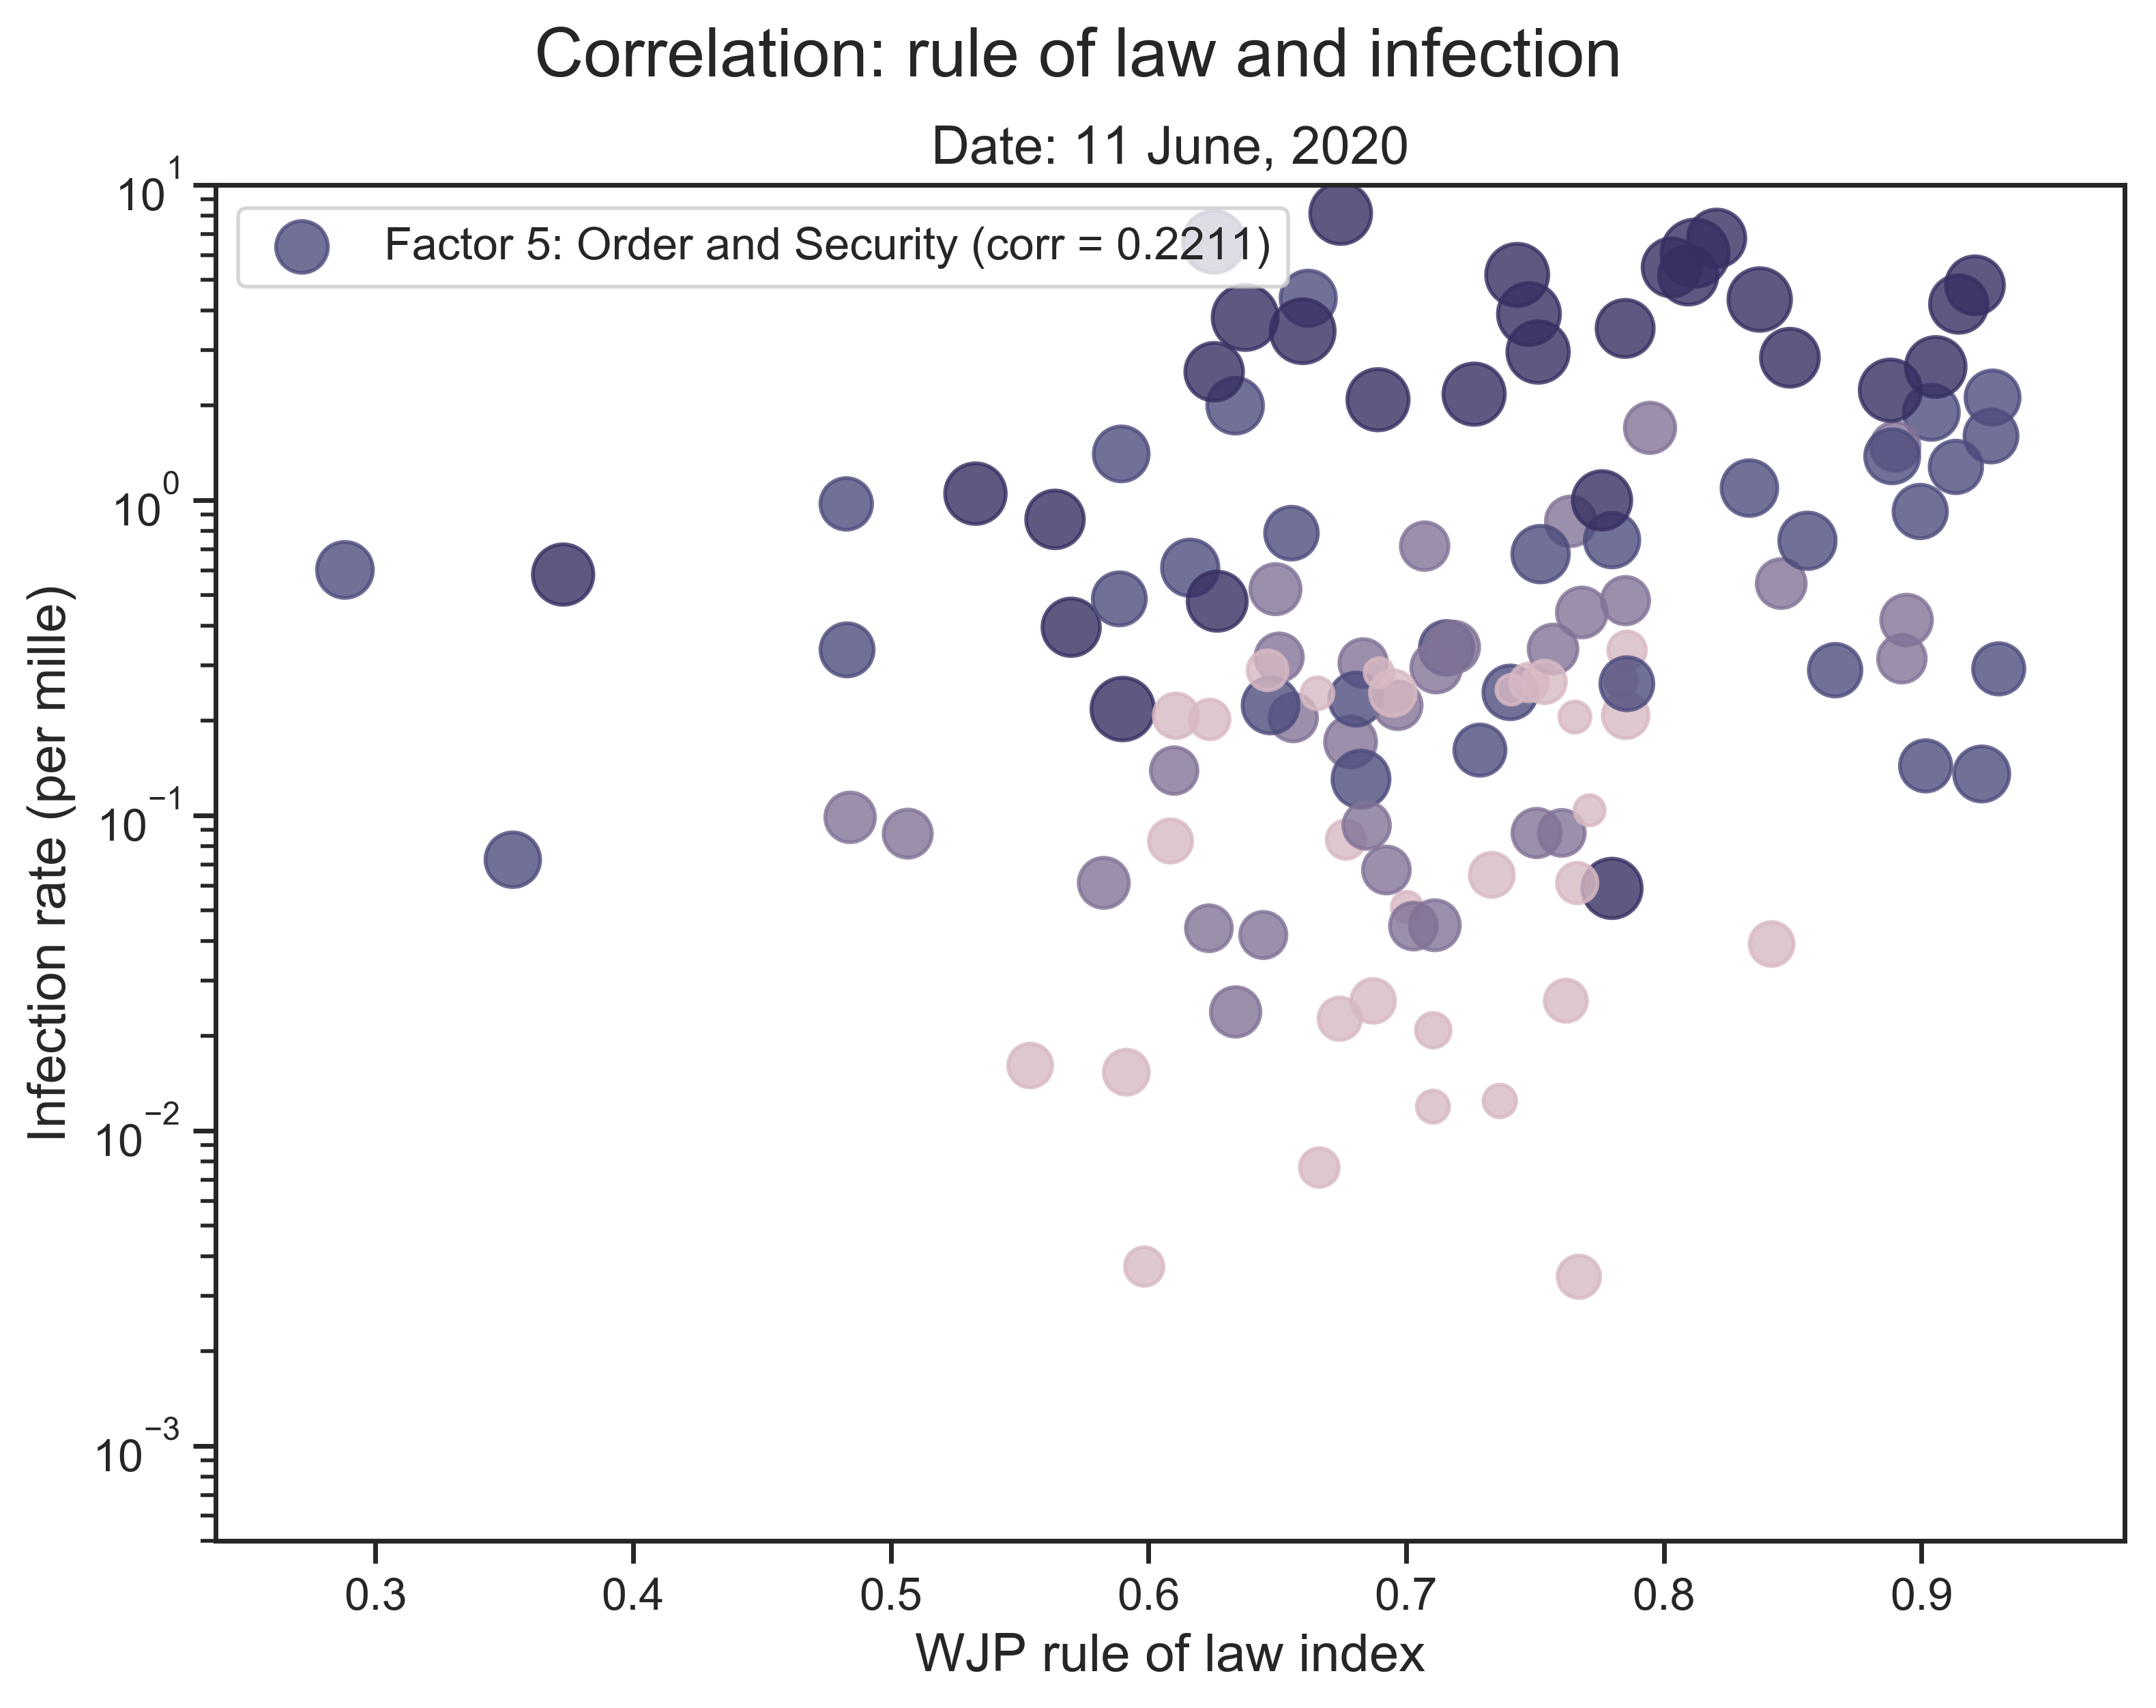 Correlation: rule of law and infection
Date: 11 June, 2020
Factor 5: Order and Security (corr = 0.2211)
Infection rate (per mille)
10^1
10^0
10^−1
10^−2
10^−3
0.3 0.4 0.5 0.6 0.7 0.8 0.9
WJP rule of law index